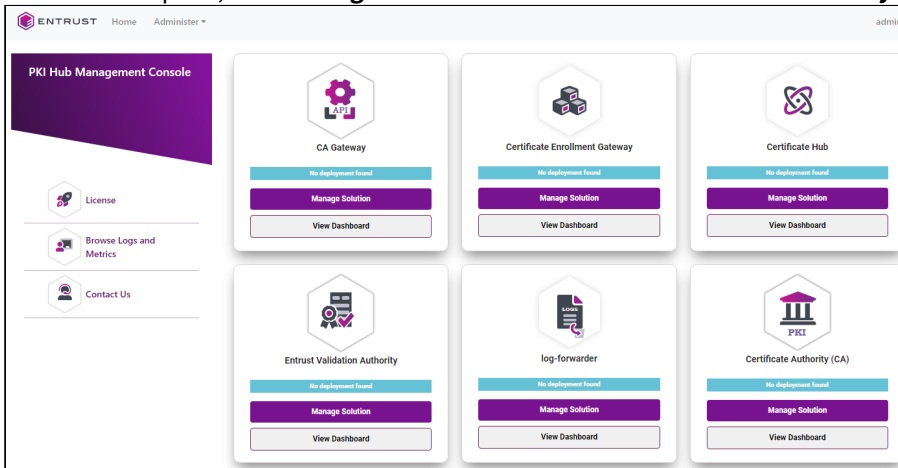 ENTRUST Home Administer
PKI Hub Management Console
License
Browse Logs and
Metrics
Contact Us
API
CA Gateway
No deployment found
Manage Solution
View Dashboard
Certificate Enrollment Gateway
No deployment found
Manage Solution
View Dashboard
Certificate Hub
No deployment found
Manage Solution
View Dashboard
Entrust Validation Authority
No deployment found
Manage Solution
View Dashboard
LOGS
log-forwarder
No deployment found
Manage Solution
View Dashboard
PKI
Certificate Authority (CA)
No deployment found
Manage Solution
View Dashboard